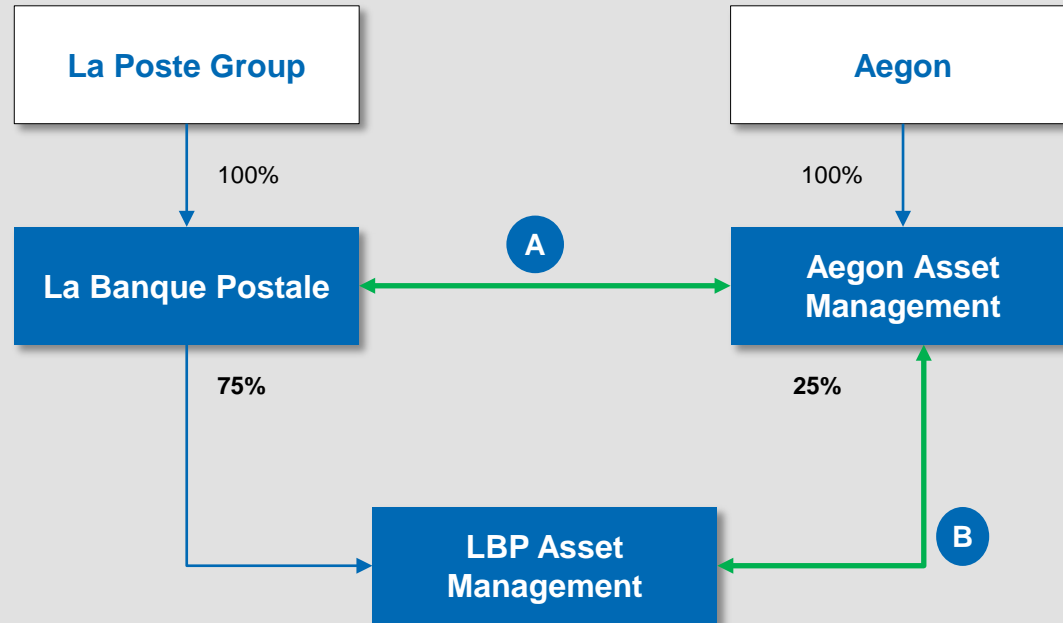 La Poste Group
Aegon
100%
100%
A
La Banque Postale
Aegon Asset
Management
75%
25%
LBP Asset
Management
B